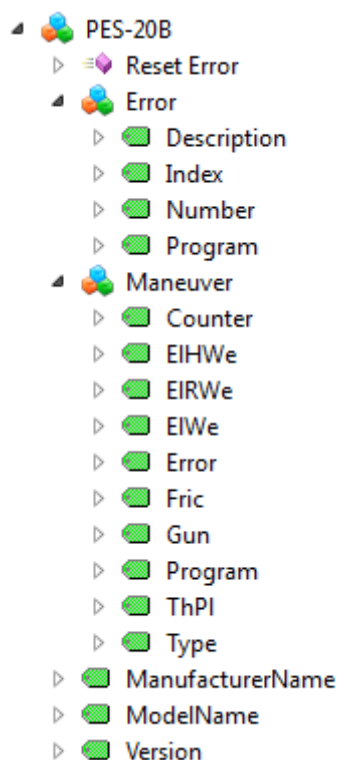 PES-20B
Reset Error
Error
Description
Index
Number
Program
Maneuver
Counter
ElHWe
ElRWe
ElWe
Error
Fric
Gun
Program
ThPl
Type
ManufacturerName
ModelName
Version